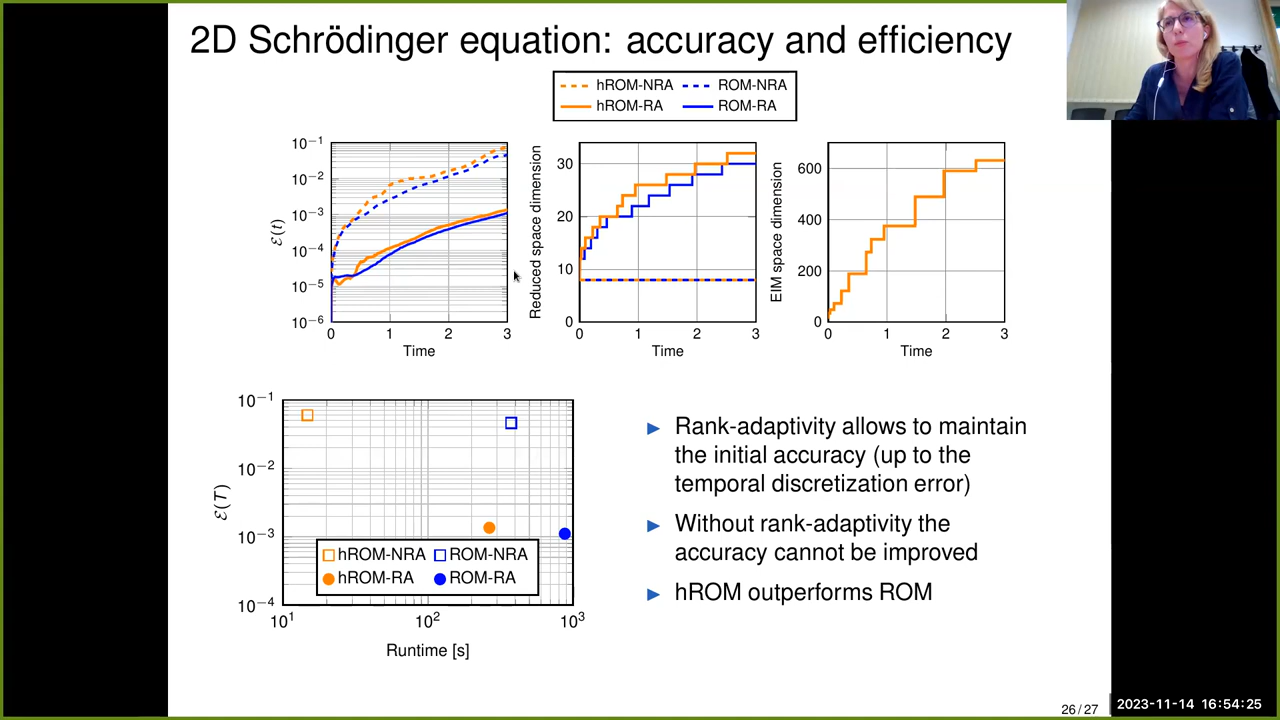 2D Schrödinger equation: accuracy and efficiency
hROM-NRA ROM-NRA
hROM-RA ROM-RA
10−1
10−2
10−3
10−4
10−5
10−6
ℰ(t)
0 1 2 3
Time
30
20
10
0
Reduced space dimension
0 1 2 3
Time
600
400
200
0
EIM space dimension
0 1 2 3
Time
10−1
10−2
10−3
10−4
ℰ(T)
hROM-NRA ROM-NRA
hROM-RA ROM-RA
101 102 103
Runtime [s]
▶ Rank-adaptivity allows to maintain
the initial accuracy (up to the
temporal discretization error)
▶ Without rank-adaptivity the
accuracy cannot be improved
▶ hROM outperforms ROM
26 / 27
2023-11-14 16:54:25